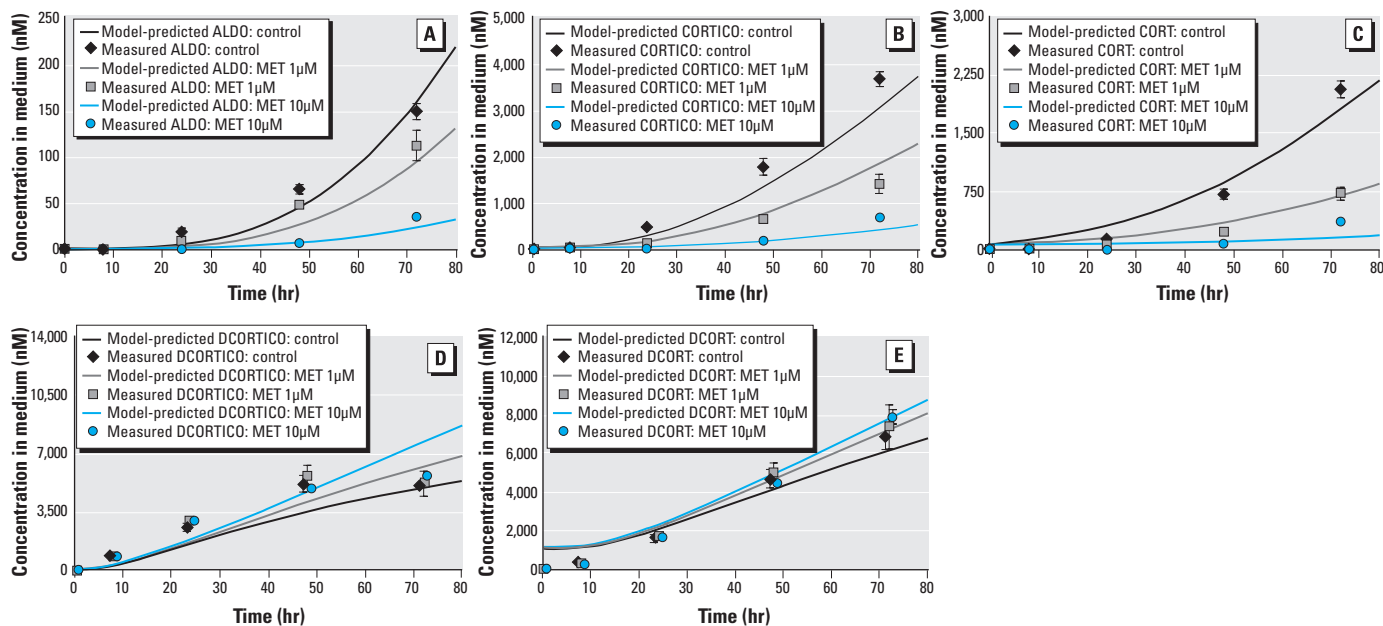 Concentration in medium (nM)
250
200
150
100
50
0
Model-predicted ALDO: control
Measured ALDO: control
Model-predicted ALDO: MET 1µM
Measured ALDO: MET 1µM
Model-predicted ALDO: MET 10µM
Measured ALDO: MET 10µM
A
0 10 20 30 40 50 60 70 80
Time (hr)
Concentration in medium (nM)
5,000
4,000
3,000
2,000
1,000
0
Model-predicted CORTICO: control
Measured CORTICO: control
Model-predicted CORTICO: MET 1µM
Measured CORTICO: MET 1µM
Model-predicted CORTICO: MET 10µM
Measured CORTICO: MET 10µM
B
0 10 20 30 40 50 60 70 80
Time (hr)
Concentration in medium (nM)
3,000
2,250
1,500
750
0
Model-predicted CORT: control
Measured CORT: control
Model-predicted CORT: MET 1µM
Measured CORT: MET 1µM
Model-predicted CORT: MET 10µM
Measured CORT: MET 10µM
C
0 10 20 30 40 50 60 70 80
Time (hr)
Concentration in medium (nM)
14,000
10,500
7,000
3,500
0
Model-predicted DCORTICO: control
Measured DCORTICO: control
Model-predicted DCORTICO: MET 1µM
Measured DCORTICO: MET 1µM
Model-predicted DCORTICO: MET 10µM
Measured DCORTICO: MET 10µM
D
0 10 20 30 40 50 60 70 80
Time (hr)
Concentration in medium (nM)
12,000
10,000
8,000
6,000
4,000
2,000
0
Model-predicted DCORT: control
Measured DCORT: control
Model-predicted DCORT: MET 1µM
Measured DCORT: MET 1µM
Model-predicted DCORT: MET 10µM
Measured DCORT: MET 10µM
E
0 10 20 30 40 50 60 70 80
Time (hr)